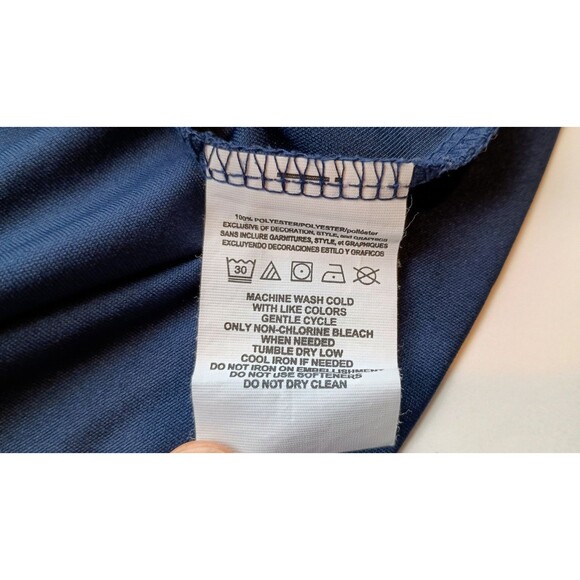 100% POLYESTER/POLYESTER/poliéster
EXCLUSIVE OF DECORATION, STYLE, and GRAPHICS
SANS INCLURE GARNITURES, STYLE, et GRAPHIQUES
EXCLUYENDO DECORACIONES ESTILO Y GRAFICOS
30
MACHINE WASH COLD
WITH LIKE COLORS
GENTLE CYCLE
ONLY NON-CHLORINE BLEACH
WHEN NEEDED
TUMBLE DRY LOW
COOL IRON IF NEEDED
DO NOT IRON ON EMBELLISHMENT
DO NOT USE SOFTENERS
DO NOT DRY CLEAN